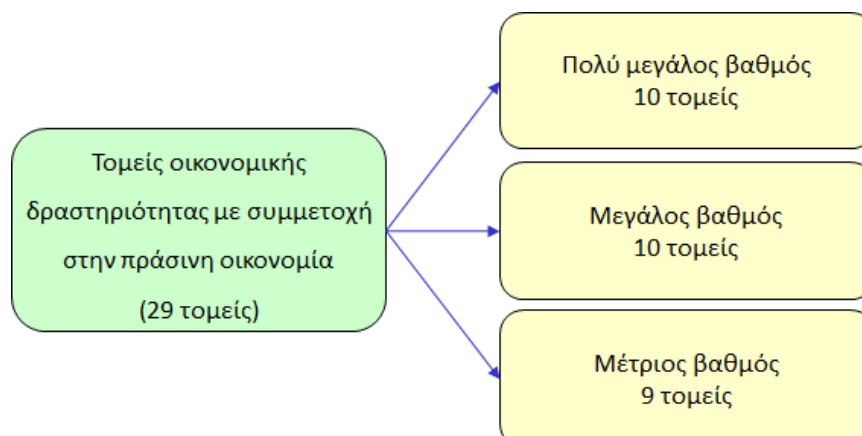 Τομείς οικονομικής
δραστηριότητας με συμμετοχή
στην πράσινη οικονομία
(29 τομείς)
Πολύ μεγάλος βαθμός
10 τομείς
Μεγάλος βαθμός
10 τομείς
Μέτριος βαθμός
9 τομείς